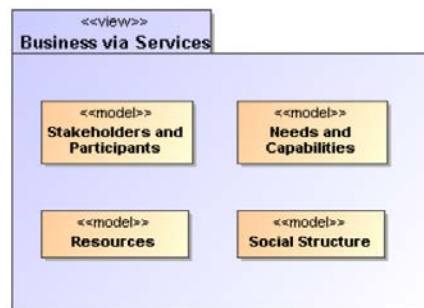 <<view>>
Business via Services
<<model>>
Stakeholders and
Participants
<<model>>
Needs and
Capabilities
<<model>>
Resources
<<model>>
Social Structure